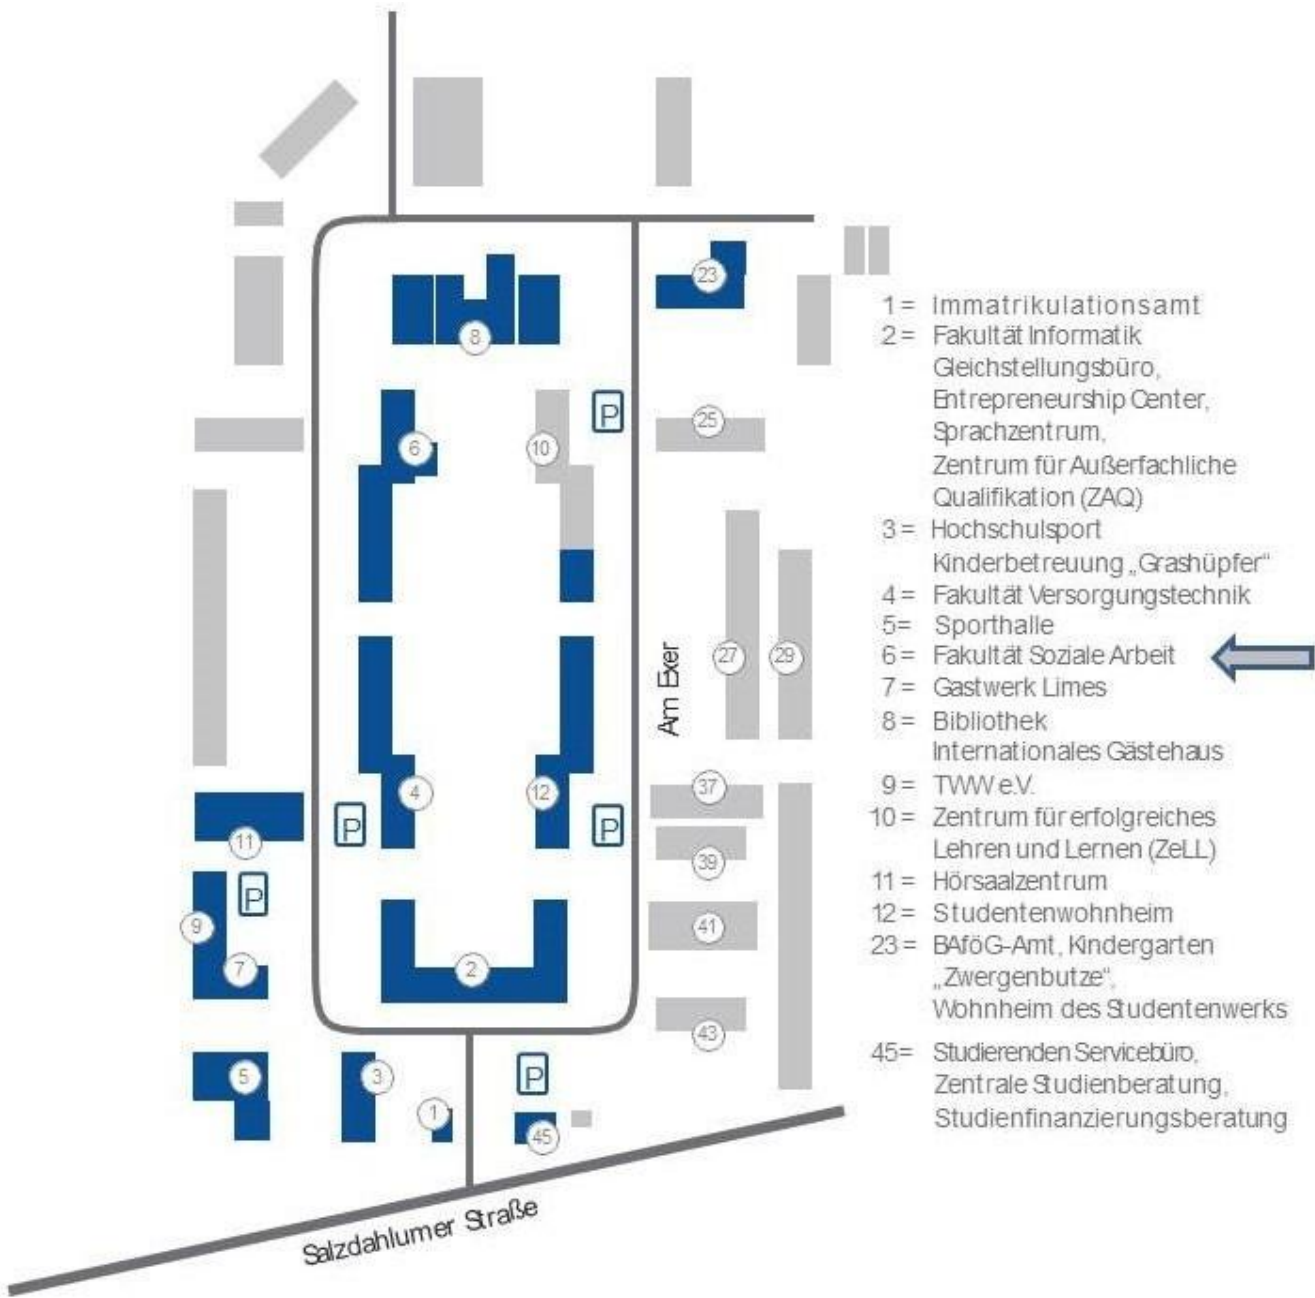 23
8
P
25
6
10
Am Exer
27
29
37
4
12
P
P
11
39
P
9
41
7
2
43
5
3
P
1
45
Salzdahlumer Straße
1 = Immatrikulationsamt
2 = Fakultät Informatik
Gleichstellungsbüro,
Entrepreneurship Center,
Sprachzentrum,
Zentrum für Außerfachliche
Qualifikation (ZAQ)
3 = Hochschulsport
Kinderbetreuung „Grashüpfer“
4 = Fakultät Versorgungstechnik
5= Sporthalle
6 = Fakultät Soziale Arbeit
7 = Gastwerk Limes
8 = Bibliothek
Internationales Gästehaus
9 = TWW e.V.
10 = Zentrum für erfolgreiches
Lehren und Lernen (ZeLL)
11 = Hörsaalzentrum
12 = Studentenwohnheim
23 = BAföG-Amt, Kindergarten
„Zwergenbutze“,
Wohnheim des Studentenwerks
45= Studierenden Servicebüro,
Zentrale Studienberatung,
Studienfinanzierungsberatung